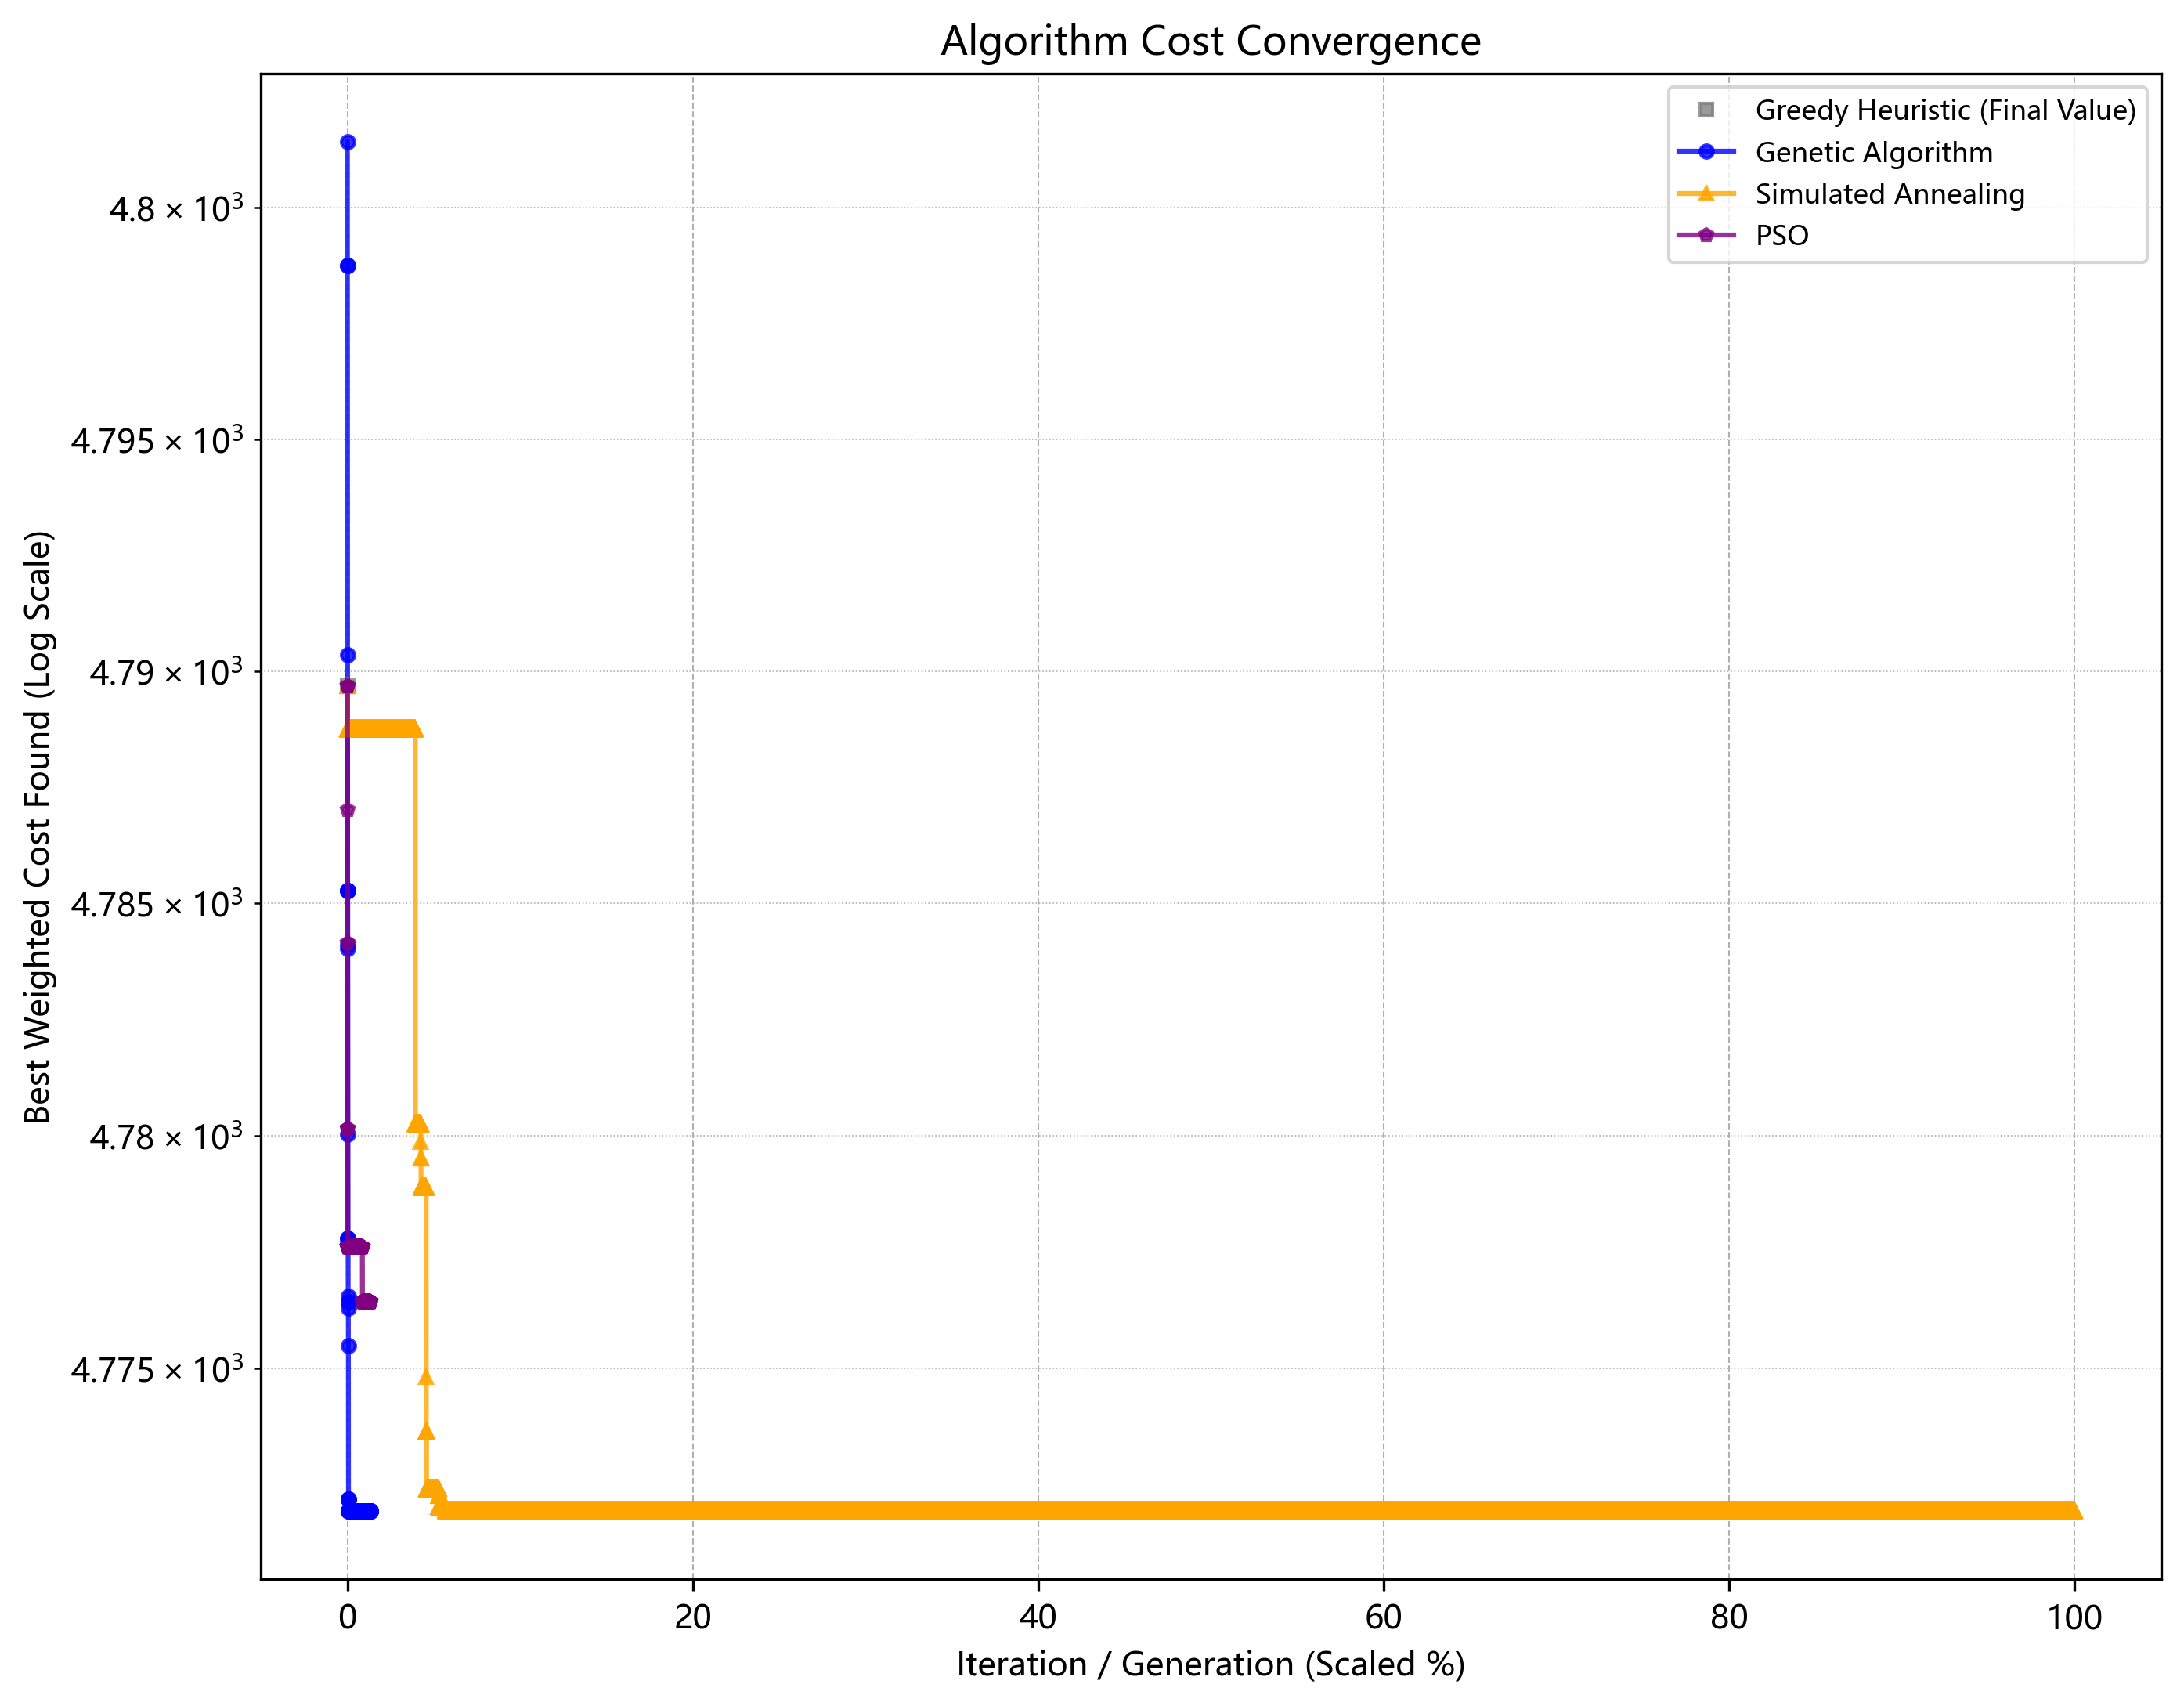 Algorithm Cost Convergence
Greedy Heuristic (Final Value)
Genetic Algorithm
Simulated Annealing
PSO
Best Weighted Cost Found (Log Scale)
4.8 × 10³
4.795 × 10³
4.79 × 10³
4.785 × 10³
4.78 × 10³
4.775 × 10³
0 20 40 60 80 100
Iteration / Generation (Scaled %)